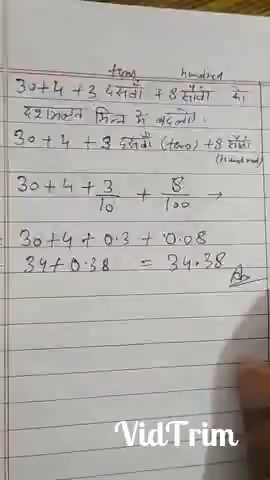 tens hundred
30+4+3 दसवां + 8 सौवां को
दशमलव भिन्न में बदलो।
30 + 4 + 3 दसवां (tens) + 8 सौवां
(hundred)
30 + 4 + 3/10 + 8/100 →
30+4+0.3 + 0.08
34+0.38 = 34.38
VidTrim